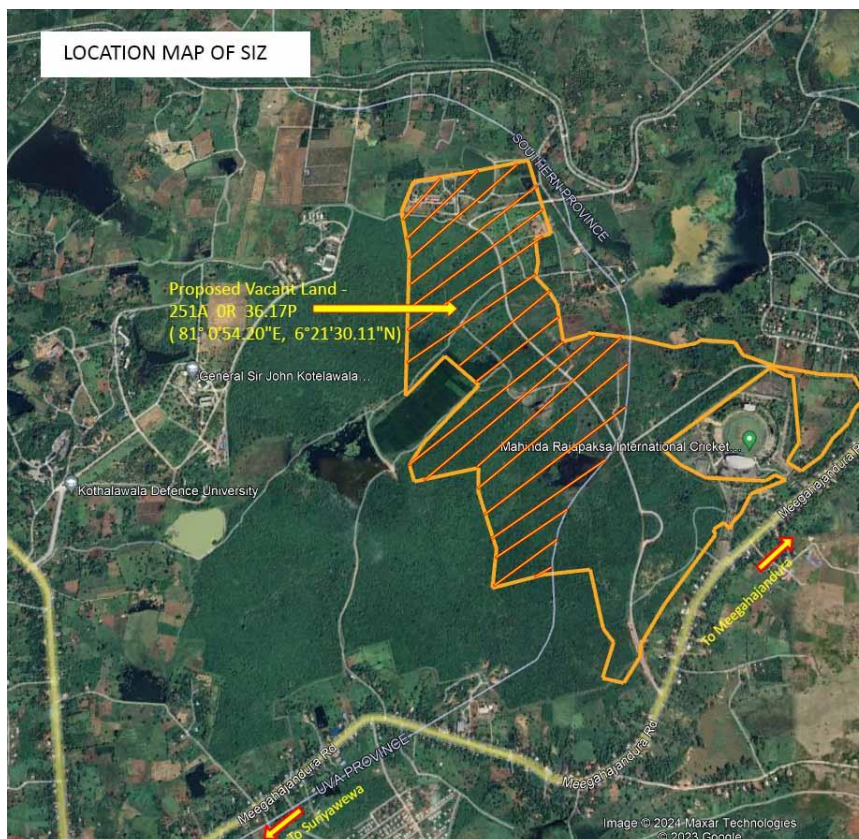 LOCATION MAP OF SIZ
SOUTHERN PROVINCE
Proposed Vacant Land -
251A 0R 36.17P
( 81° 0'54.20"E, 6°21'30.11"N)
General Sir John Kotelawala...
Mahinda Rajapaksa International Cricket...
Kothalawala Defence University
Meegahajandura R
To Meegahajandura
Meegahajandura Rd
Meegahajandura Rd
UVA PROVINCE
To Suriyawewa
Image © 2024 Maxar Technologies
© 2023 Google